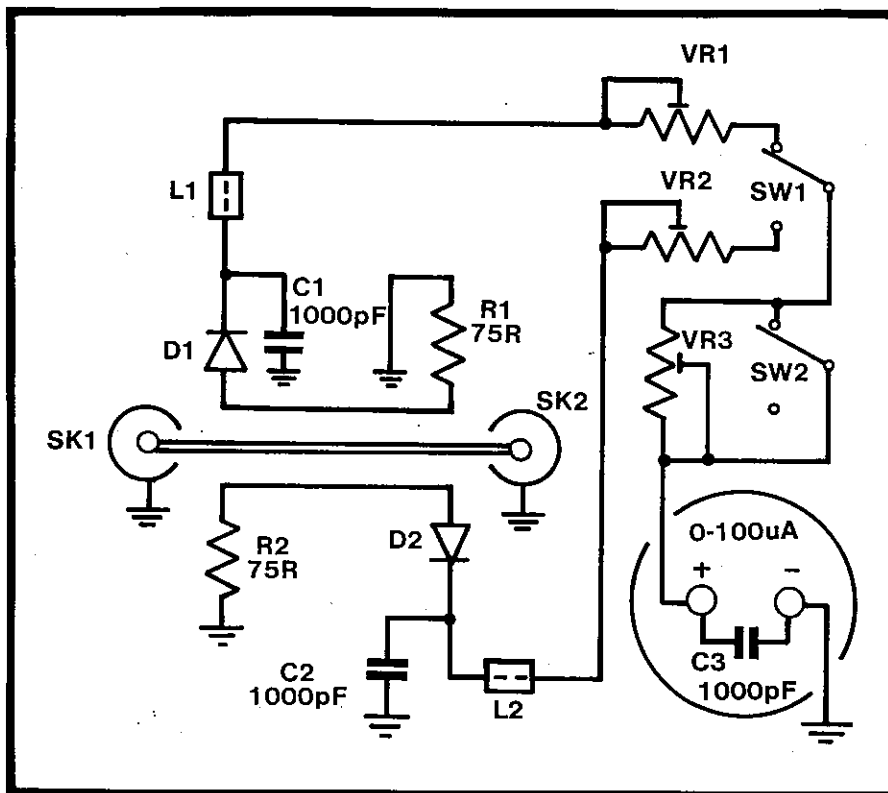 VR1
L1
VR2
SW1
C1
1000pF
R1
75R
D1
VR3
SW2
SK1
SK2
R2
75R
D2
0-100uA
+ −
C2
1000pF
L2
C3
1000pF